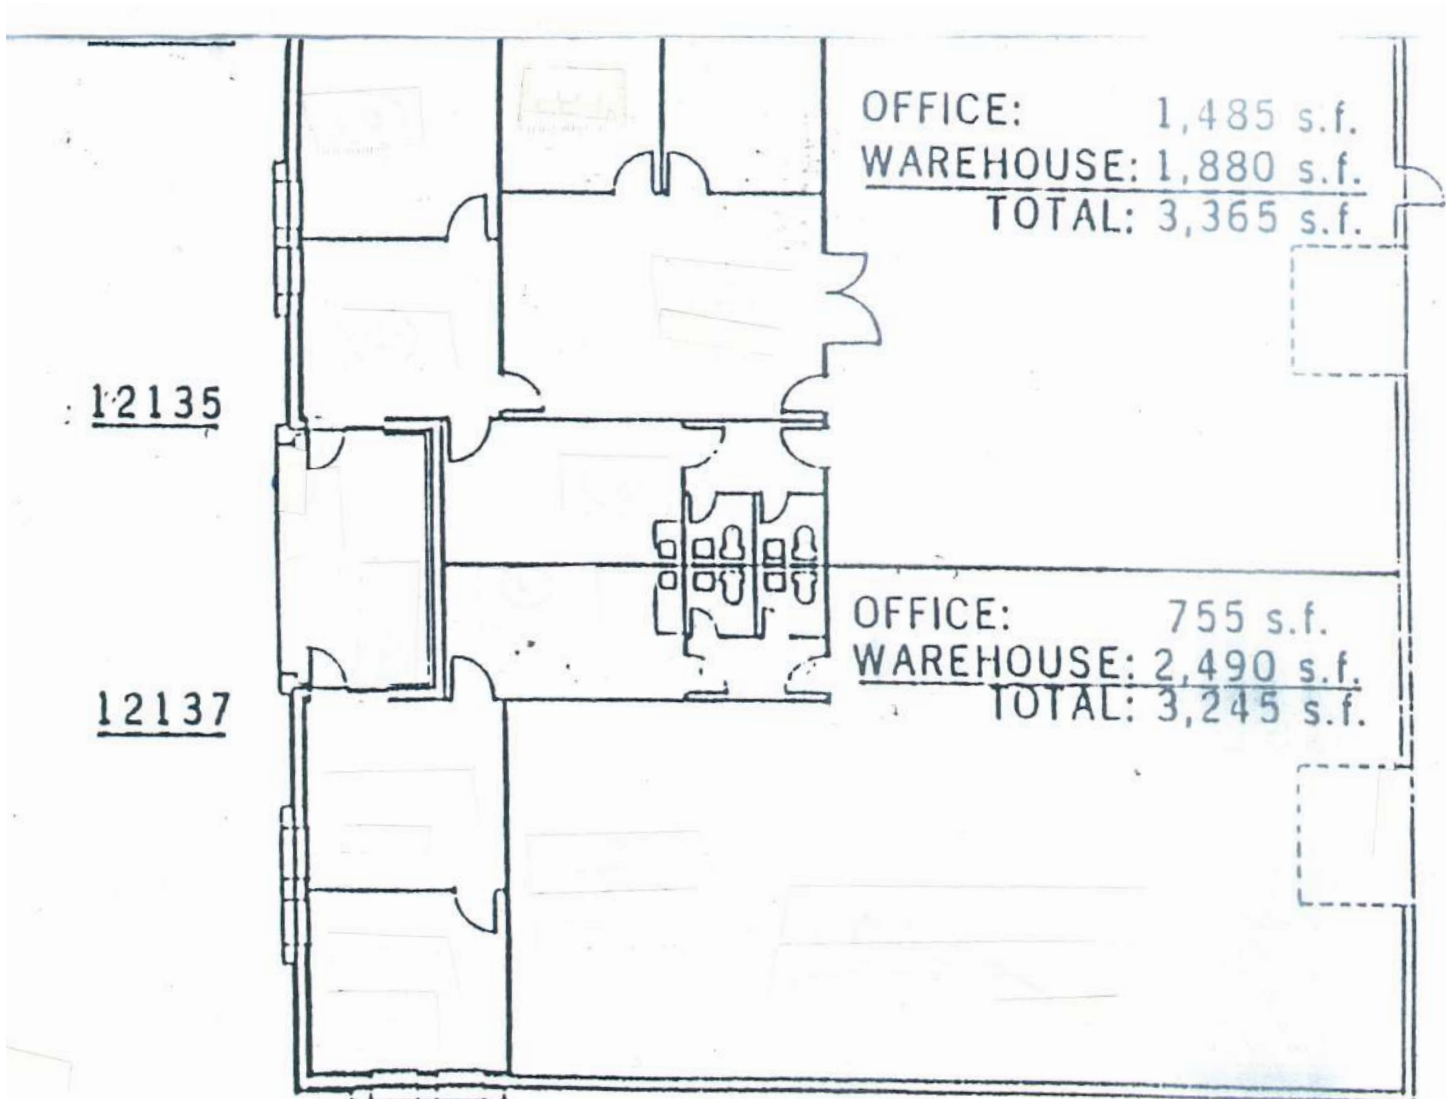 OFFICE: 1,485 s.f.
WAREHOUSE: 1,880 s.f.
TOTAL: 3,365 s.f.
12135
OFFICE: 755 s.f.
WAREHOUSE: 2,490 s.f.
TOTAL: 3,245 s.f.
12137